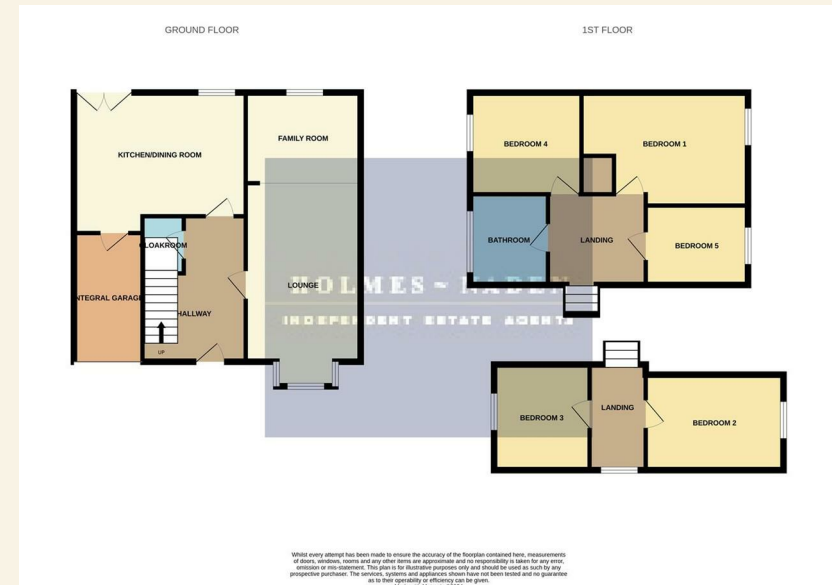 GROUND FLOOR
1ST FLOOR
KITCHEN/DINING ROOM
FAMILY ROOM
CLOAKROOM
INTEGRAL GARAGE
HALLWAY
LOUNGE
UP
BEDROOM 4
BEDROOM 1
BATHROOM
LANDING
BEDROOM 5
HOLMES ~ NADEN
INDEPENDENT ESTATE AGENTS
BEDROOM 3
LANDING
BEDROOM 2
Whilst every attempt has been made to ensure the accuracy of the floorplan contained here, measurements
of doors, windows, rooms and any other items are approximate and no responsibility is taken for any error,
omission or mis-statement. This plan is for illustrative purposes only and should be used as such by any
prospective purchaser. The services, systems and appliances shown have not been tested and no guarantee
as to their operability or efficiency can be given.